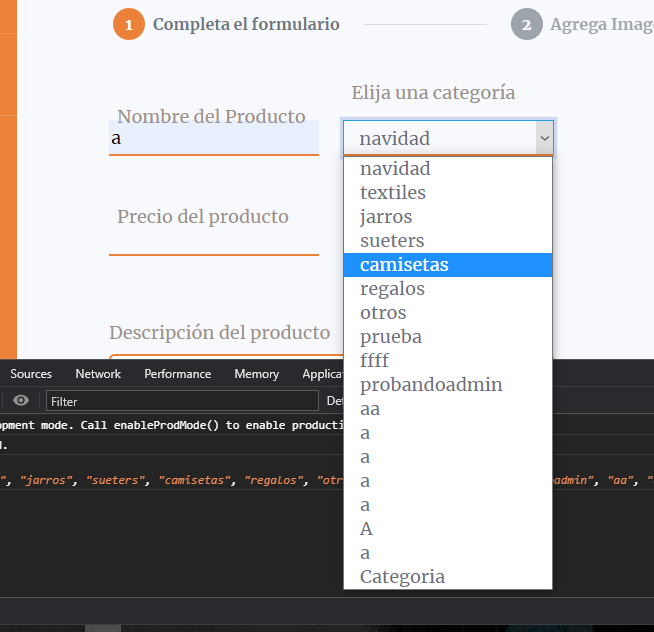 1 Completa el formulario
2 Agrega Imag
Elija una categoría
Nombre del Producto
a
navidad
navidad
textiles
jarros
sueters
camisetas
regalos
otros
prueba
ffff
probandoadmin
aa
a
a
a
a
A
a
Categoria
Precio del producto
Descripción del producto
Sources Network Performance Memory Applica
Filter
Def
opment mode. Call enableProdMode() to enable producti
d.
", "jarros", "sueters", "camisetas", "regalos", "otr
admin", "aa", "